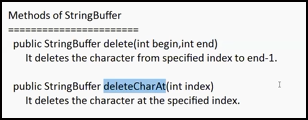 Methods of StringBuffer
========================
public StringBuffer delete(int begin,int end)
It deletes the character from specified index to end-1.
public StringBuffer deleteCharAt(int index)
It deletes the character at the specified index.